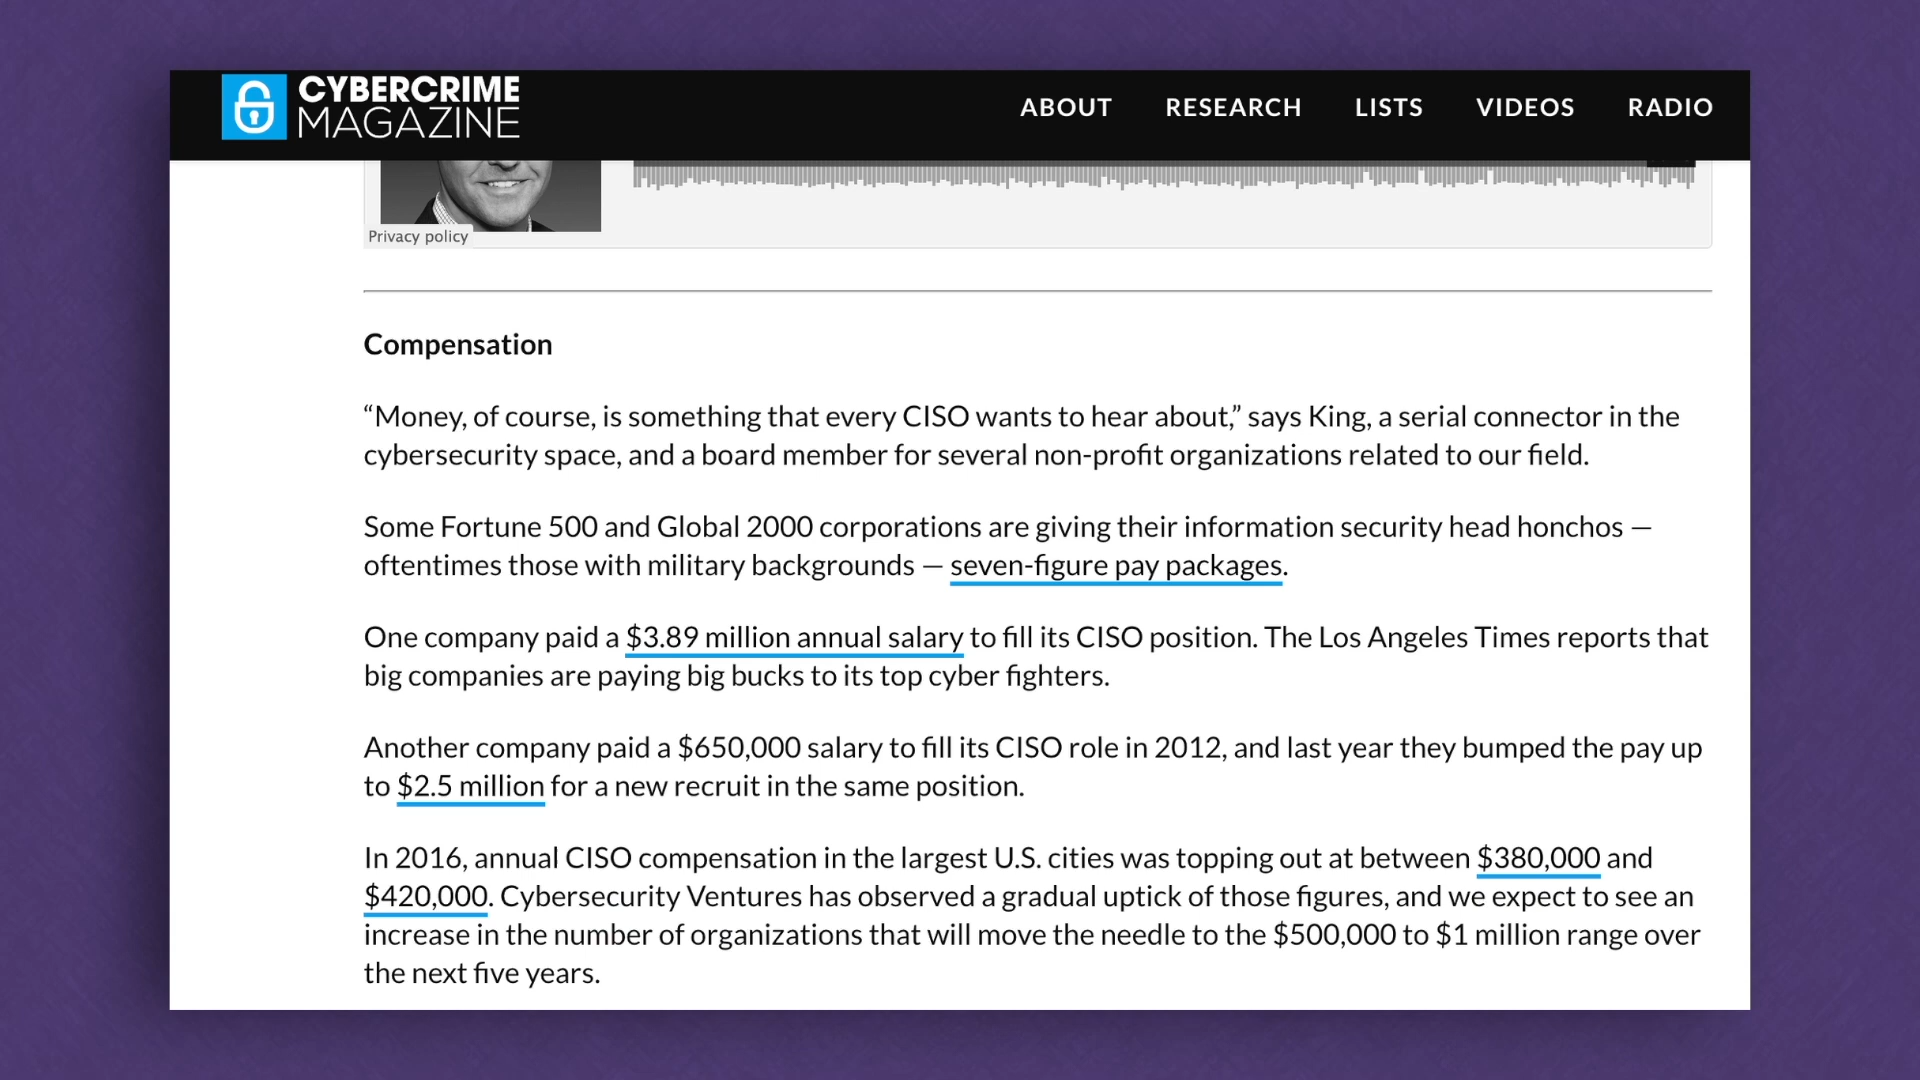 CYBERCRIME
MAGAZINE
ABOUT RESEARCH LISTS VIDEOS RADIO
Privacy policy
Compensation
“Money, of course, is something that every CISO wants to hear about,” says King, a serial connector in the
cybersecurity space, and a board member for several non-profit organizations related to our field.
Some Fortune 500 and Global 2000 corporations are giving their information security head honchos —
oftentimes those with military backgrounds — seven-figure pay packages.
One company paid a $3.89 million annual salary to fill its CISO position. The Los Angeles Times reports that
big companies are paying big bucks to its top cyber fighters.
Another company paid a $650,000 salary to fill its CISO role in 2012, and last year they bumped the pay up
to $2.5 million for a new recruit in the same position.
In 2016, annual CISO compensation in the largest U.S. cities was topping out at between $380,000 and
$420,000. Cybersecurity Ventures has observed a gradual uptick of those figures, and we expect to see an
increase in the number of organizations that will move the needle to the $500,000 to $1 million range over
the next five years.